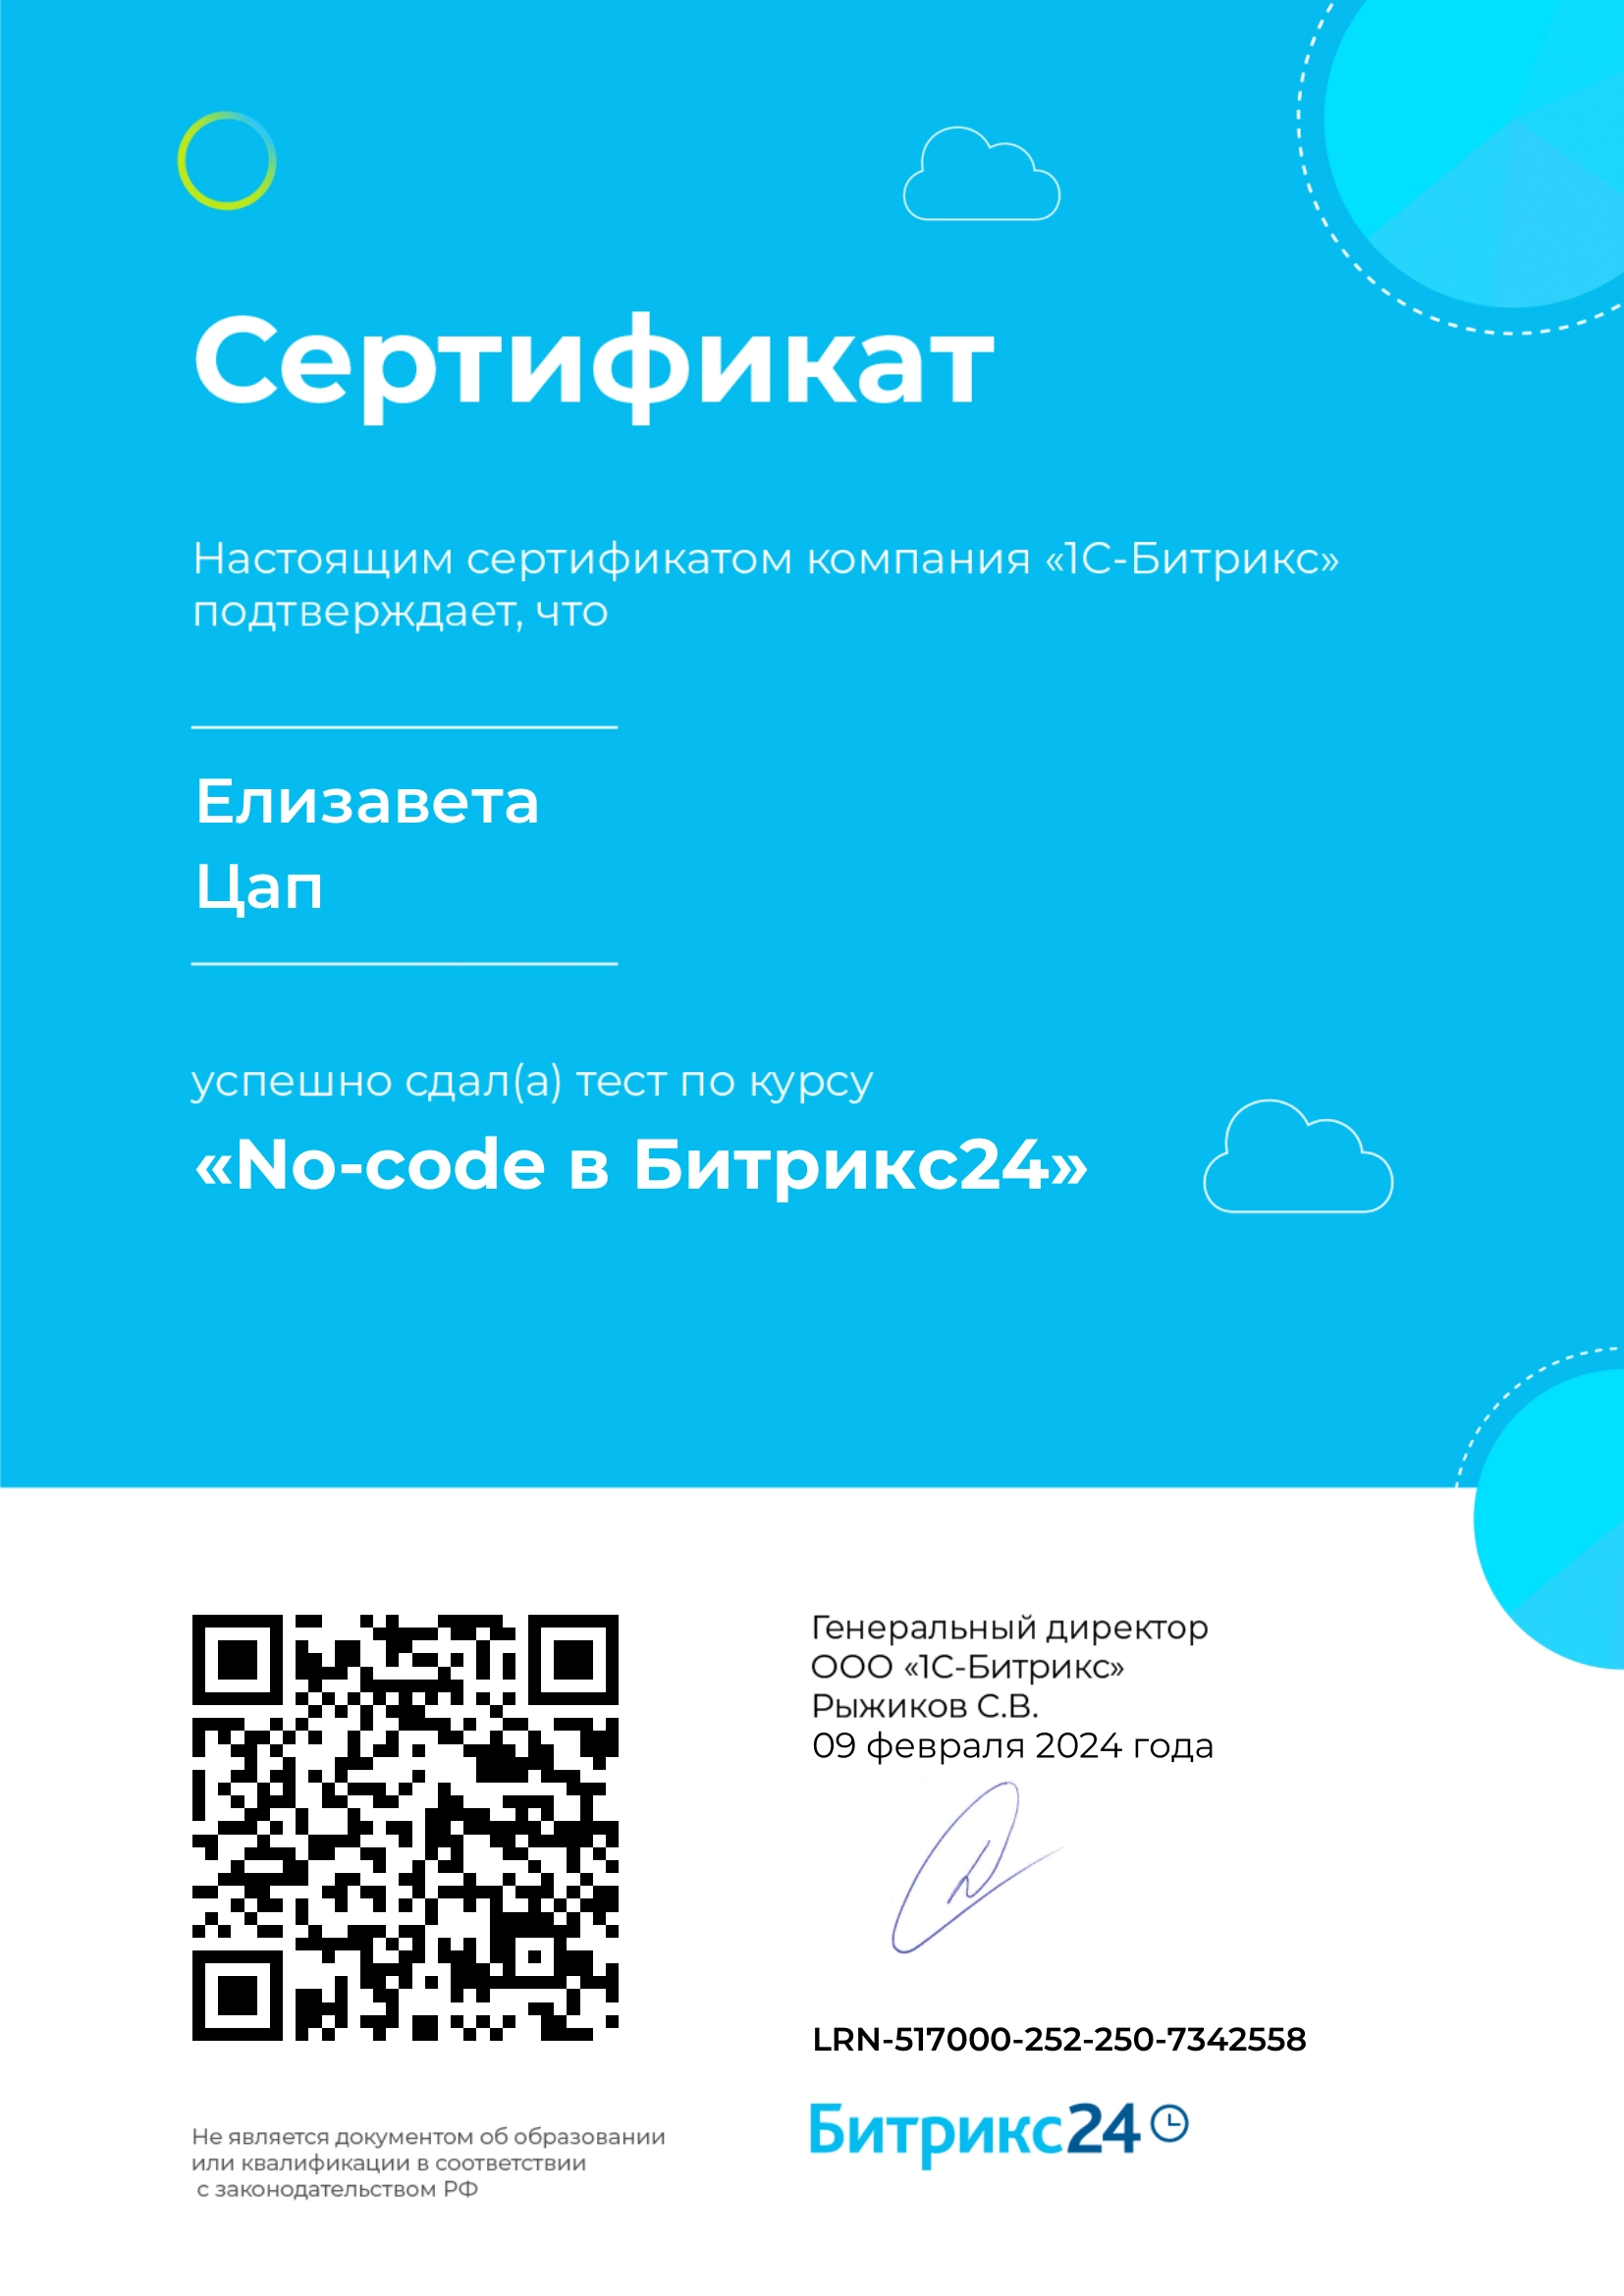 Сертификат
Настоящим сертификатом компания «1С-Битрикс»
подтверждает, что
Елизавета
Цап
успешно сдал(а) тест по курсу
«No-code в Битрикс24»
Генеральный директор
ООО «1С-Битрикс»
Рыжиков С.В.
09 февраля 2024 года
LRN-517000-252-250-7342558
Битрикс24
Не является документом об образовании
или квалификации в соответствии
с законодательством РФ